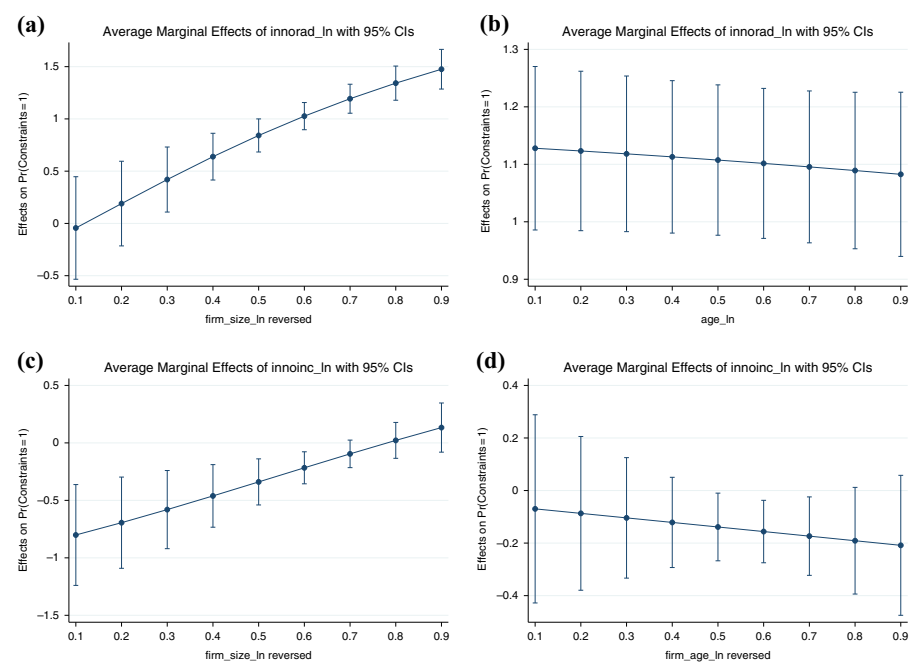 (a)
Average Marginal Effects of innorad_ln with 95% CIs
Effects on Pr(Constraints=1)
1.5
1
0.5
0
−0.5
0.1 0.2 0.3 0.4 0.5 0.6 0.7 0.8 0.9
firm_size_ln reversed
(b)
Average Marginal Effects of innorad_ln with 95% CIs
Effects on Pr(Constraints=1)
1.3
1.2
1.1
1
0.9
0.1 0.2 0.3 0.4 0.5 0.6 0.7 0.8 0.9
age_ln
(c)
Average Marginal Effects of innoinc_ln with 95% CIs
Effects on Pr(Constraints=1)
0.5
0
−0.5
−1
−1.5
0.1 0.2 0.3 0.4 0.5 0.6 0.7 0.8 0.9
firm_size_ln reversed
(d)
Average Marginal Effects of innoinc_ln with 95% CIs
Effects on Pr(Constraints=1)
0.4
0.2
0
−0.2
−0.4
0.1 0.2 0.3 0.4 0.5 0.6 0.7 0.8 0.9
firm_age_ln reversed